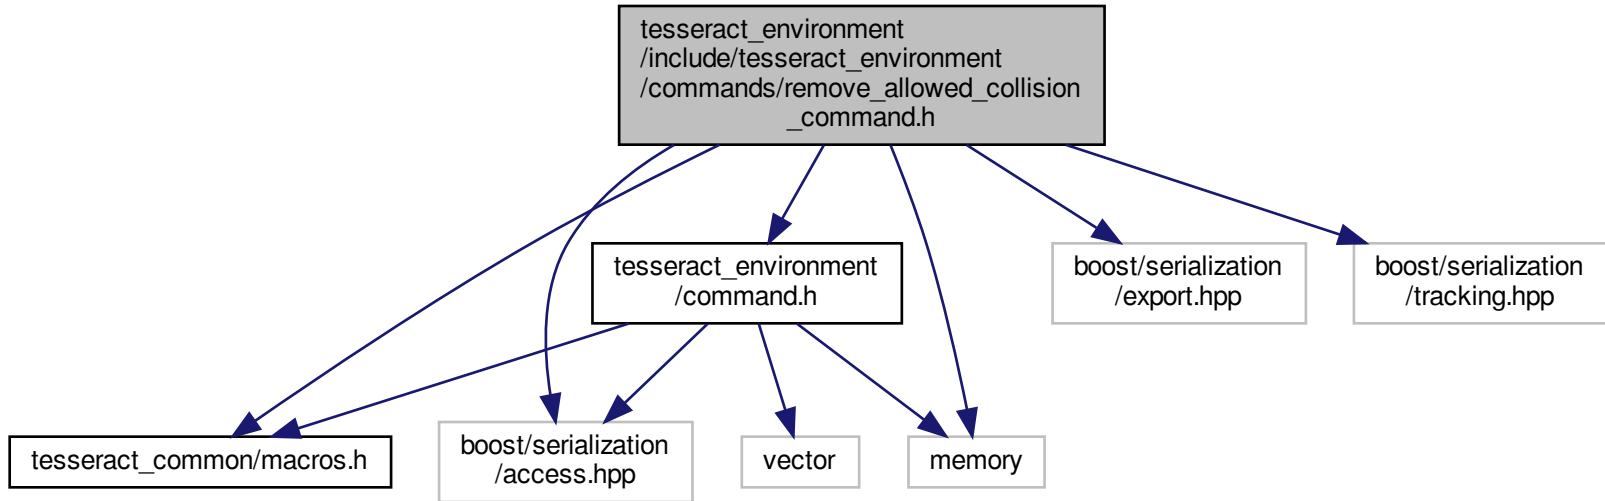 tesseract_environment
/include/tesseract_environment
/commands/remove_allowed_collision
_command.h
tesseract_environment
/command.h
boost/serialization
/export.hpp
boost/serialization
/tracking.hpp
tesseract_common/macros.h
boost/serialization
/access.hpp
vector
memory